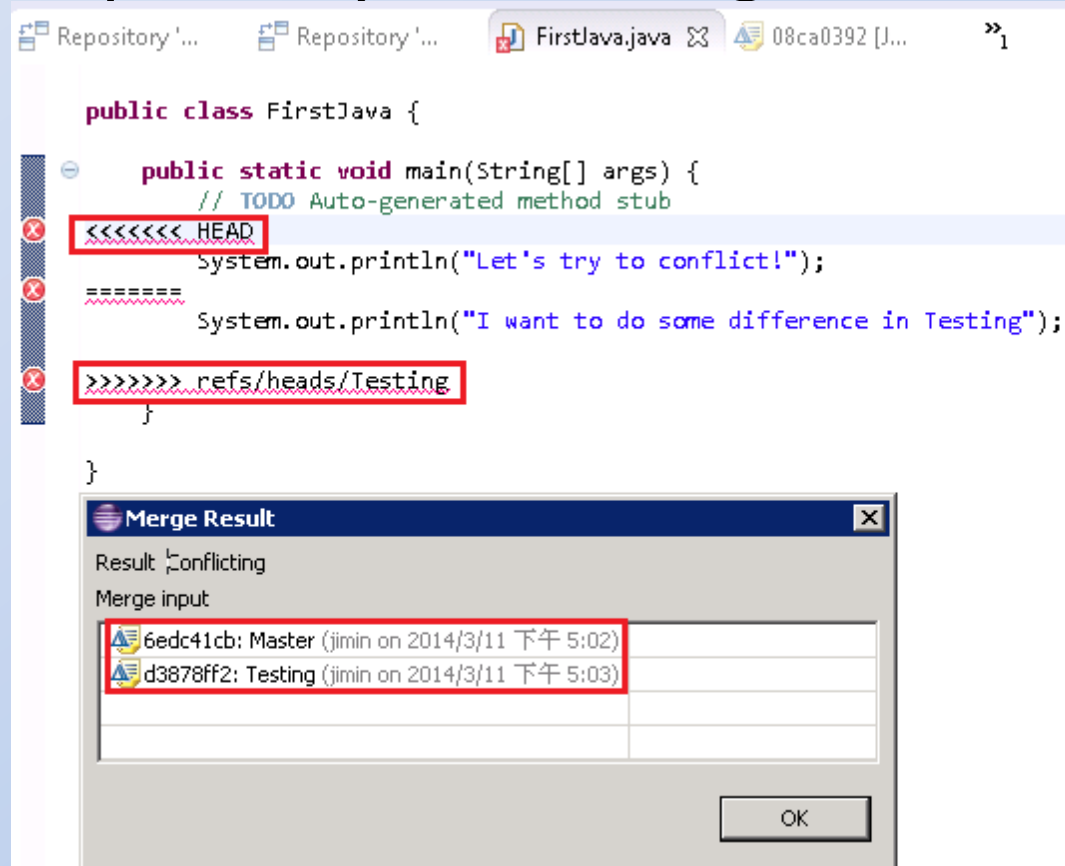 Repository '... Repository '... FirstJava.java 08ca0392 [J... »1
public class FirstJava {
public static void main(String[] args) {
// TODO Auto-generated method stub
<<<<<<< HEAD
System.out.println("Let's try to conflict!");
=======
System.out.println("I want to do some difference in Testing");
>>>>>>> refs/heads/Testing
}
}
Merge Result
Result Conflicting
Merge input
6edc41cb: Master (jimin on 2014/3/11 下午 5:02)
d3878ff2: Testing (jimin on 2014/3/11 下午 5:03)
OK